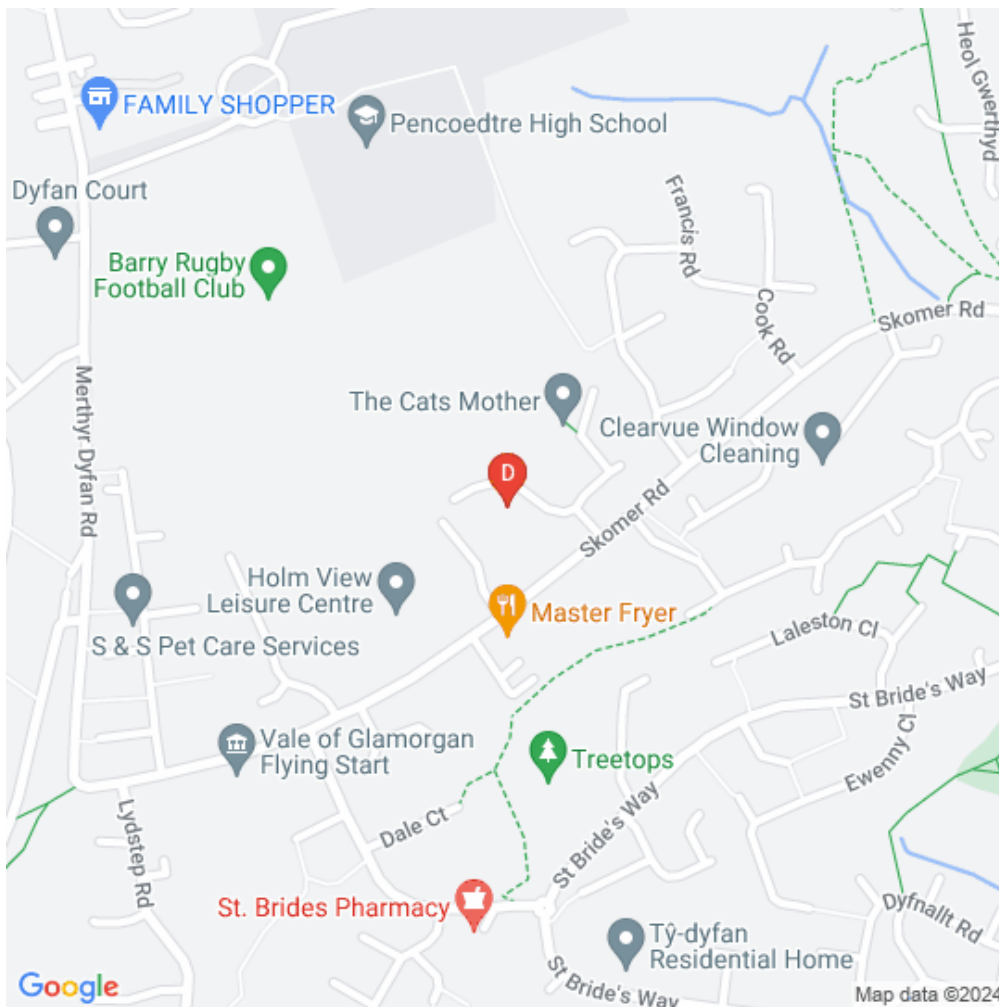 Heol Gwerthyd
FAMILY SHOPPER
Pencoedtre High School
Dyfan Court
Francis Rd
Barry Rugby
Football Club
Cook Rd
Skomer Rd
Merthyr Dyfan Rd
The Cats Mother
Clearvue Window
Cleaning
D
Skomer Rd
Holm View
Leisure Centre
Master Fryer
S & S Pet Care Services
Laleston Cl
St Bride's Way
Vale of Glamorgan
Flying Start
Treetops
Ewenny Cl
Lydstep Rd
Dale Ct
St Bride's Way
St. Brides Pharmacy
Dyfnallt Rd
Tŷ-dyfan
Residential Home
St Bride's Way
Google
Map data ©2024